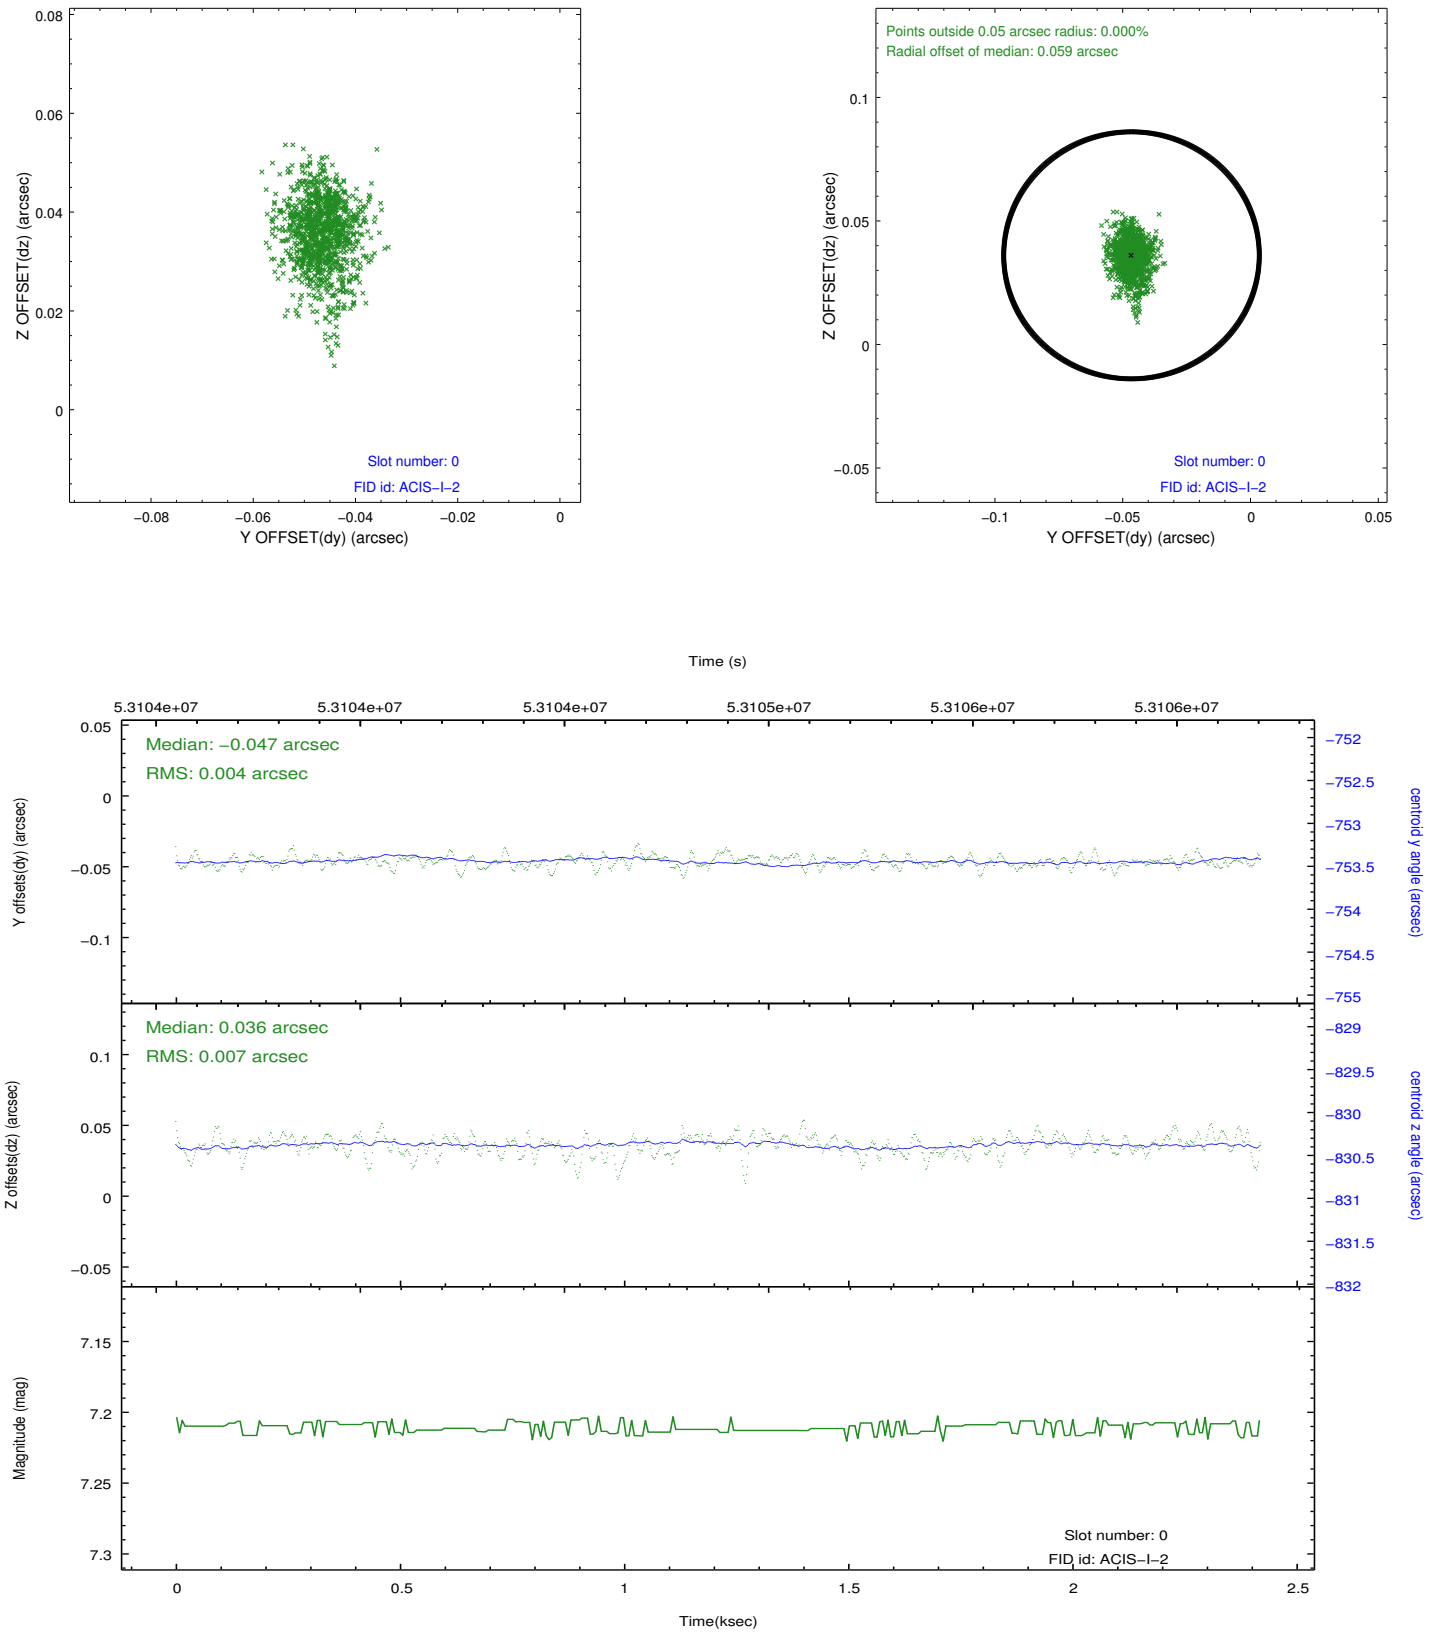 0.08
0.06
0.04
0.02
0
Z OFFSET(dz) (arcsec)
Slot number: 0
FID id: ACIS−I−2
−0.08
−0.06
−0.04
−0.02
0
Y OFFSET(dy) (arcsec)
Points outside 0.05 arcsec radius: 0.000%
Radial offset of median: 0.059 arcsec
0.1
0.05
0
−0.05
Z OFFSET(dz) (arcsec)
Slot number: 0
FID id: ACIS−I−2
−0.1
−0.05
0
0.05
Y OFFSET(dy) (arcsec)
Time (s)
5.3104e+07
5.3104e+07
5.3104e+07
5.3105e+07
5.3106e+07
5.3106e+07
Median: −0.047 arcsec
RMS: 0.004 arcsec
0.05
0
−0.05
−0.1
Y offsets(dy) (arcsec)
−752
−752.5
−753
−753.5
−754
−754.5
−755
centroid y angle (arcsec)
Median: 0.036 arcsec
RMS: 0.007 arcsec
0.1
0.05
0
−0.05
Z offsets(dz) (arcsec)
−829
−829.5
−830
−830.5
−831
−831.5
−832
centroid z angle (arcsec)
7.15
7.2
7.25
7.3
Magnitude (mag)
Slot number: 0
FID id: ACIS−I−2
0
0.5
1
1.5
2
2.5
Time(ksec)